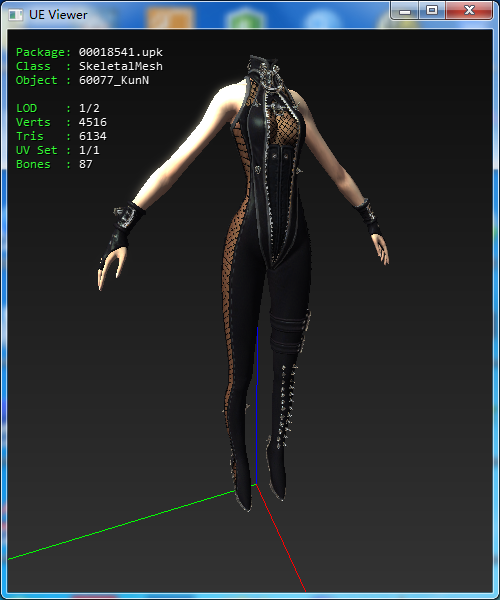 UE Viewer
Package: 00018541.upk
Class : SkeletalMesh
Object : 60077_KunN
LOD : 1/2
Verts : 4516
Tris : 6134
UV Set : 1/1
Bones : 87